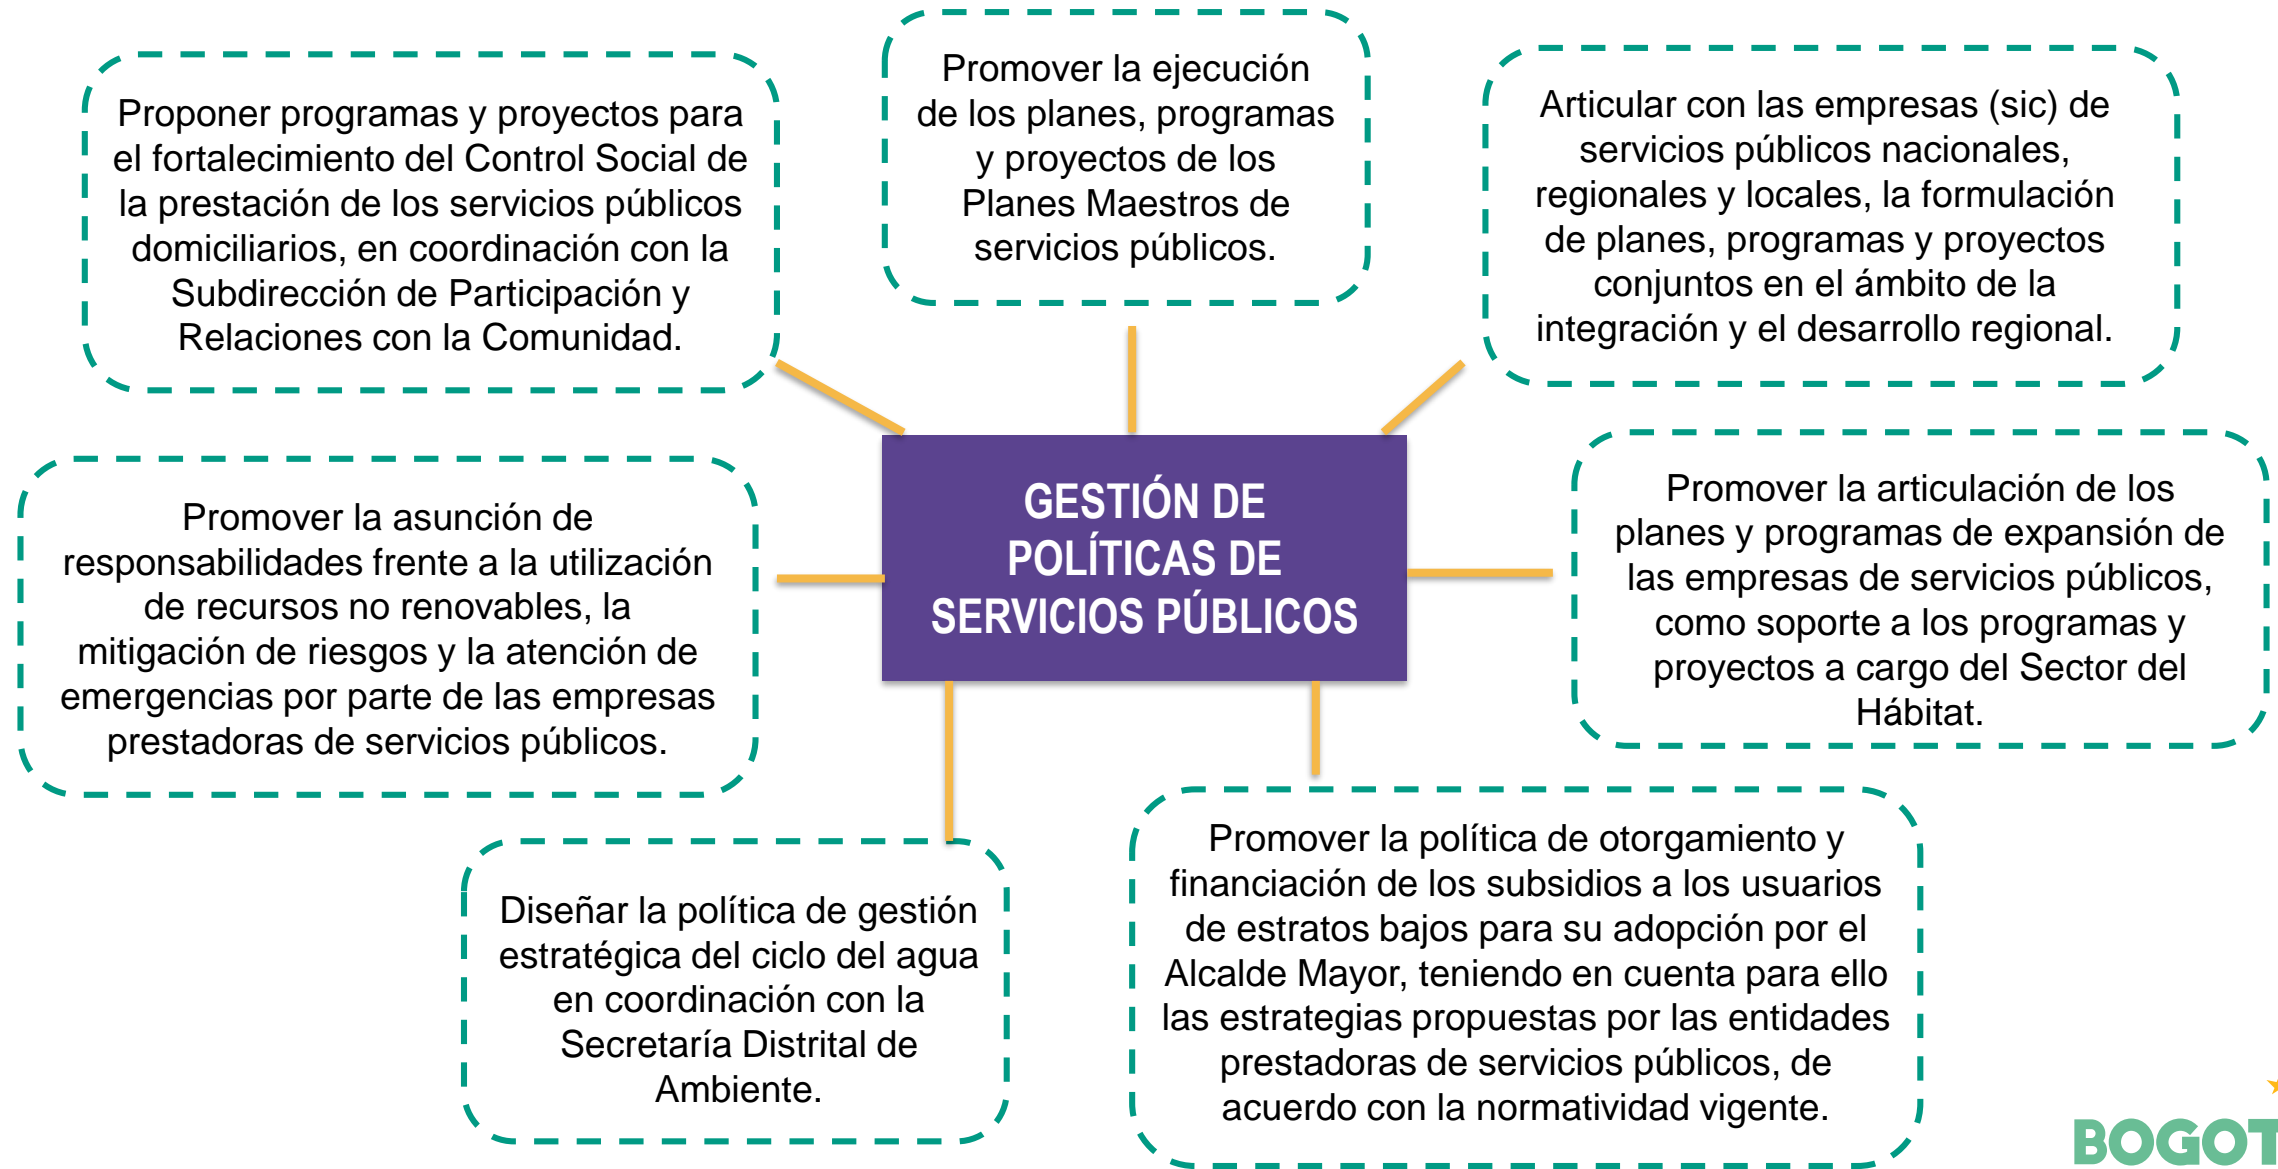 Proponer programas y proyectos para
el fortalecimiento del Control Social de
la prestación de los servicios públicos
domiciliarios, en coordinación con la
Subdirección de Participación y
Relaciones con la Comunidad.
Promover la ejecución
de los planes, programas
y proyectos de los
Planes Maestros de
servicios públicos.
Articular con las empresas (sic) de
servicios públicos nacionales,
regionales y locales, la formulación
de planes, programas y proyectos
conjuntos en el ámbito de la
integración y el desarrollo regional.
Promover la asunción de
responsabilidades frente a la utilización
de recursos no renovables, la
mitigación de riesgos y la atención de
emergencias por parte de las empresas
prestadoras de servicios públicos.
GESTIÓN DE
POLÍTICAS DE
SERVICIOS PÚBLICOS
Promover la articulación de los
planes y programas de expansión de
las empresas de servicios públicos,
como soporte a los programas y
proyectos a cargo del Sector del
Hábitat.
Diseñar la política de gestión
estratégica del ciclo del agua
en coordinación con la
Secretaría Distrital de
Ambiente.
Promover la política de otorgamiento y
financiación de los subsidios a los usuarios
de estratos bajos para su adopción por el
Alcalde Mayor, teniendo en cuenta para ello
las estrategias propuestas por las entidades
prestadoras de servicios públicos, de
acuerdo con la normatividad vigente.
BOGOT